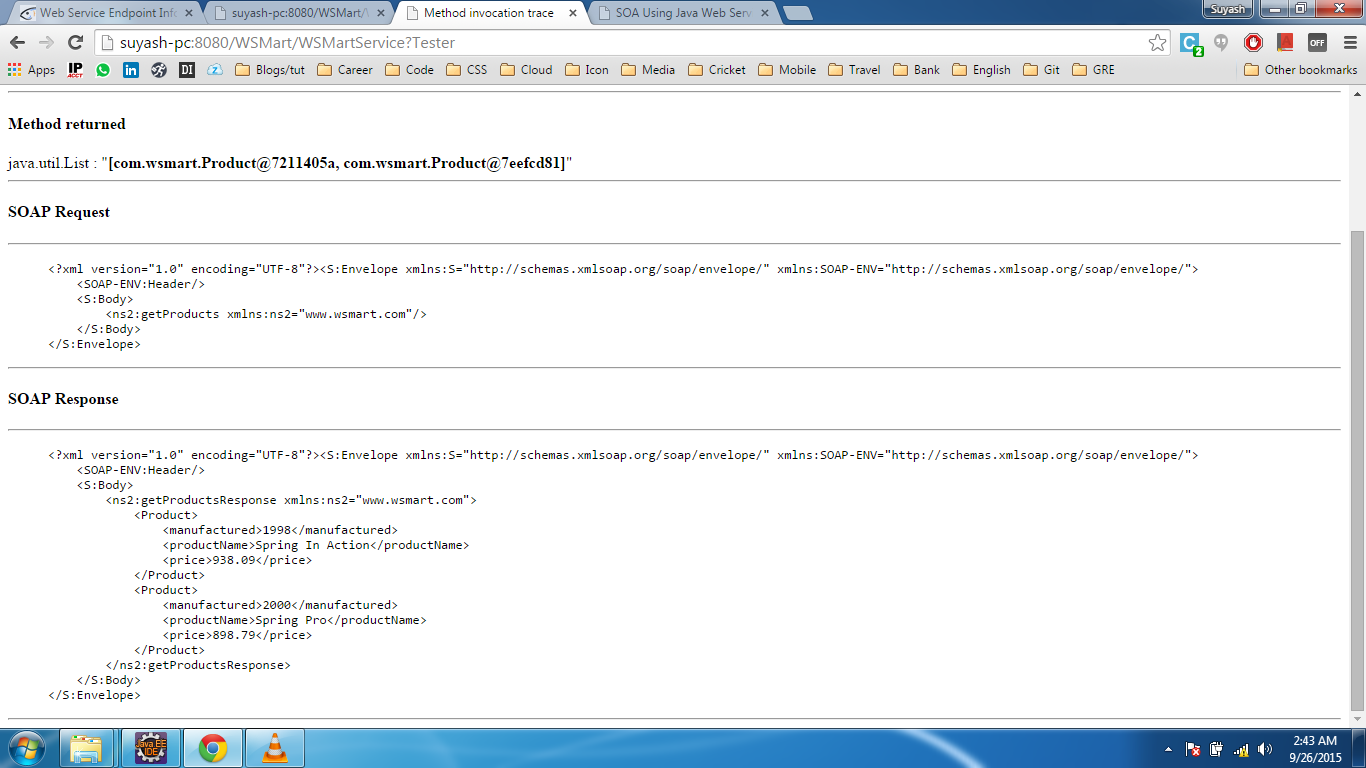 Web Service Endpoint Info
suyash-pc:8080/WSMart/W
Method invocation trace
SOA Using Java Web Serv
Suyash
suyash-pc:8080/WSMart/WSMartService?Tester
C 2
OFF
Apps
IP ACCT
in
DI
Z
Blogs/tut
Career
Code
CSS
Cloud
Icon
Media
Cricket
Mobile
Travel
Bank
English
Git
GRE
Other bookmarks
Method returned
java.util.List : "[com.wsmart.Product@7211405a, com.wsmart.Product@7eefcd81]"
SOAP Request
<?xml version="1.0" encoding="UTF-8"?><S:Envelope xmlns:S="http://schemas.xmlsoap.org/soap/envelope/" xmlns:SOAP-ENV="http://schemas.xmlsoap.org/soap/envelope/">
<SOAP-ENV:Header/>
<S:Body>
<ns2:getProducts xmlns:ns2="www.wsmart.com"/>
</S:Body>
</S:Envelope>
SOAP Response
<?xml version="1.0" encoding="UTF-8"?><S:Envelope xmlns:S="http://schemas.xmlsoap.org/soap/envelope/" xmlns:SOAP-ENV="http://schemas.xmlsoap.org/soap/envelope/">
<SOAP-ENV:Header/>
<S:Body>
<ns2:getProductsResponse xmlns:ns2="www.wsmart.com">
<Product>
<manufactured>1998</manufactured>
<productName>Spring In Action</productName>
<price>938.09</price>
</Product>
<Product>
<manufactured>2000</manufactured>
<productName>Spring Pro</productName>
<price>898.79</price>
</Product>
</ns2:getProductsResponse>
</S:Body>
</S:Envelope>
Java EE
IDE
2:43 AM
9/26/2015